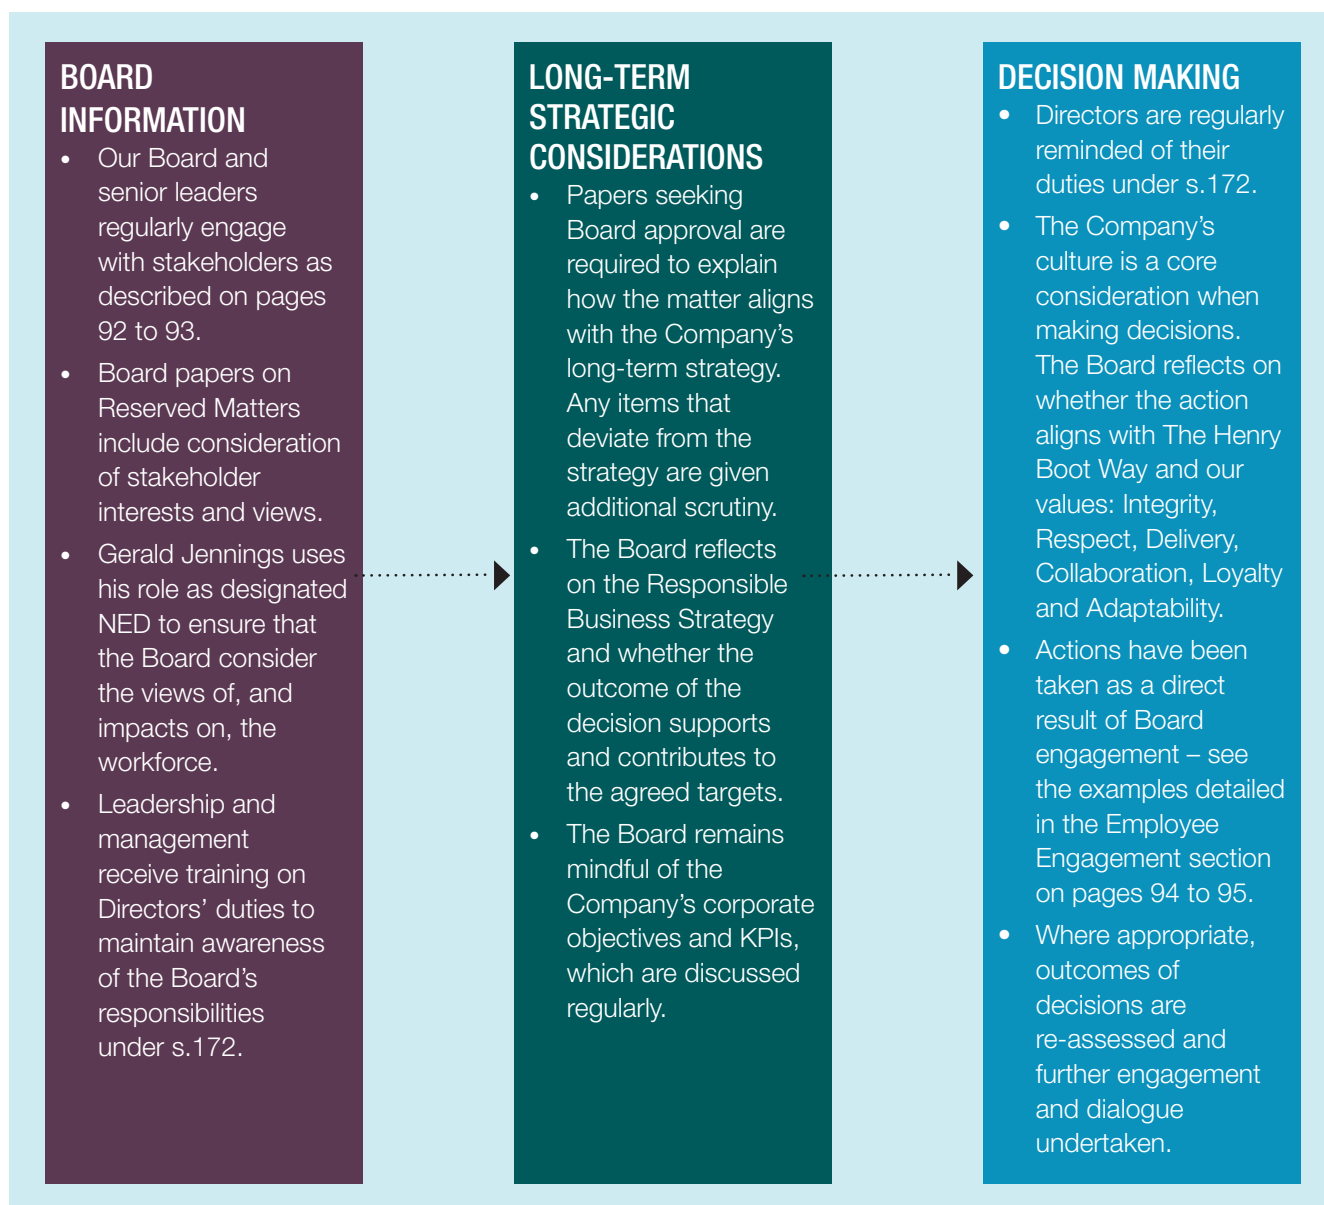 BOARD
INFORMATION
• Our Board and
senior leaders
regularly engage
with stakeholders as
described on pages
92 to 93.
• Board papers on
Reserved Matters
include consideration
of stakeholder
interests and views.
• Gerald Jennings uses
his role as designated
NED to ensure that
the Board consider
the views of, and
impacts on, the
workforce.
• Leadership and
management
receive training on
Directors’ duties to
maintain awareness
of the Board’s
responsibilities
under s.172.
LONG-TERM
STRATEGIC
CONSIDERATIONS
• Papers seeking
Board approval are
required to explain
how the matter aligns
with the Company’s
long-term strategy.
Any items that
deviate from the
strategy are given
additional scrutiny.
• The Board reflects
on the Responsible
Business Strategy
and whether the
outcome of the
decision supports
and contributes to
the agreed targets.
• The Board remains
mindful of the
Company’s corporate
objectives and KPIs,
which are discussed
regularly.
DECISION MAKING
• Directors are regularly
reminded of their
duties under s.172.
• The Company’s
culture is a core
consideration when
making decisions.
The Board reflects on
whether the action
aligns with The Henry
Boot Way and our
values: Integrity,
Respect, Delivery,
Collaboration, Loyalty
and Adaptability.
• Actions have been
taken as a direct
result of Board
engagement – see
the examples detailed
in the Employee
Engagement section
on pages 94 to 95.
• Where appropriate,
outcomes of
decisions are
re-assessed and
further engagement
and dialogue
undertaken.